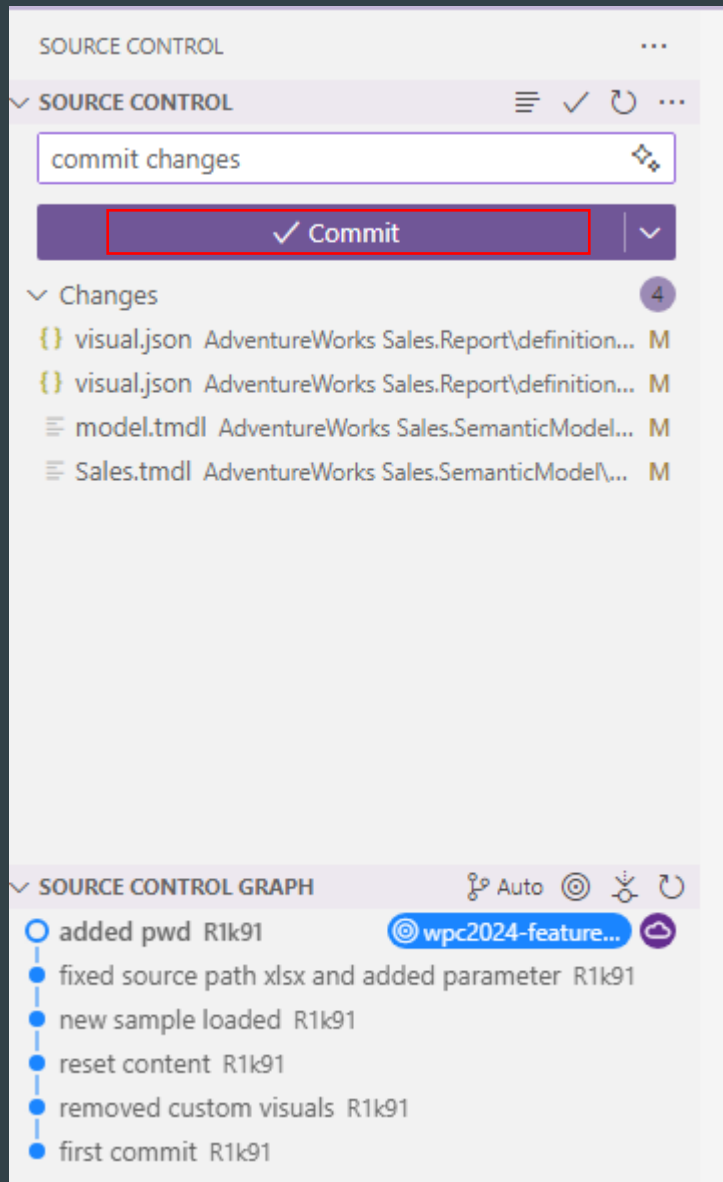 SOURCE CONTROL
SOURCE CONTROL
commit changes
Commit
Changes 4
{} visual.json AdventureWorks Sales.Report\definition... M
{} visual.json AdventureWorks Sales.Report\definition... M
model.tmdl AdventureWorks Sales.SemanticModel... M
Sales.tmdl AdventureWorks Sales.SemanticModel\... M
SOURCE CONTROL GRAPH Auto
added pwd R1k91 wpc2024-feature...
fixed source path xlsx and added parameter R1k91
new sample loaded R1k91
reset content R1k91
removed custom visuals R1k91
first commit R1k91